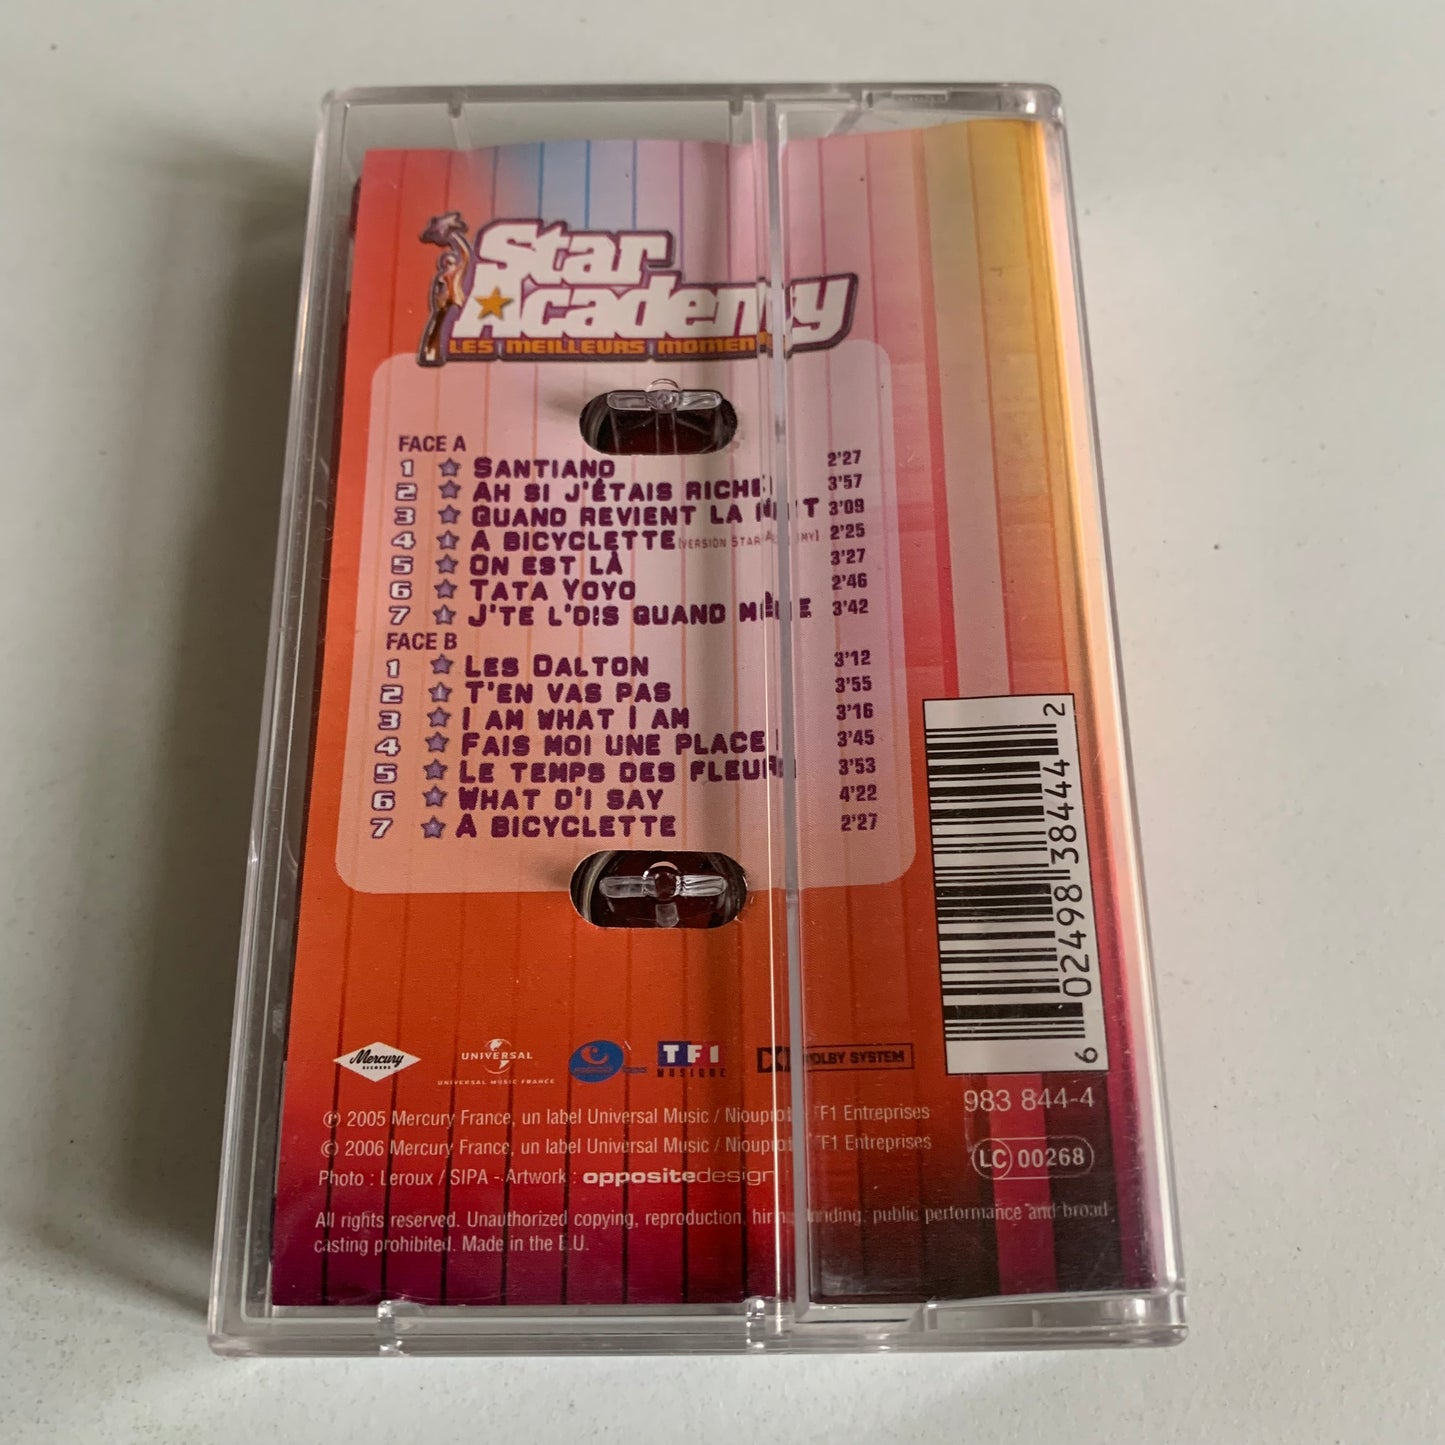 Star
Academy
LES MEILLEURS MOMEN
FACE A
1 SANTIANO 2'27
2 AH SI J'ÉTAIS RICHE 3'57
3 QUAND REVIENT LA 3'09
4 A BICYCLETTE [VERSION STAR 2'25
5 ON EST LÀ 3'27
6 TATA YOYO 2'46
7 J'TE L'DIS QUAND MÊME 3'42
FACE B
1 LES DALTON 3'12
2 T'EN VAS PAS 3'55
3 I AM WHAT I AM 3'16
4 FAIS MOI UNE PLACE 3'45
5 LE TEMPS DES FLEURS 3'53
6 WHAT D'I SAY 4'22
7 A BICYCLETTE 2'27
6 02498 38444 2
Mercury
RECORDS
UNIVERSAL
UNIVERSAL MUSIC FRANCE
TF1
MUSIQUE
DOLBY SYSTEM
983 844-4
℗ 2005 Mercury France, un label Universal Music / Niouprod TF1 Entreprises
© 2006 Mercury France, un label Universal Music / Niouprod TF1 Entreprises
LC 00268
Photo : Leroux / SIPA - Artwork : oppositedesign
All rights reserved. Unauthorized copying, reproduction, hiring, lending, public performance and broad
casting prohibited. Made in the E.U.